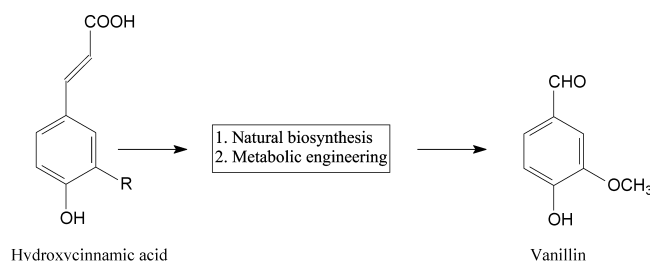 COOH
R
OH
Hydroxycinnamic acid
1. Natural biosynthesis
2. Metabolic engineering
CHO
OCH3
OH
Vanillin